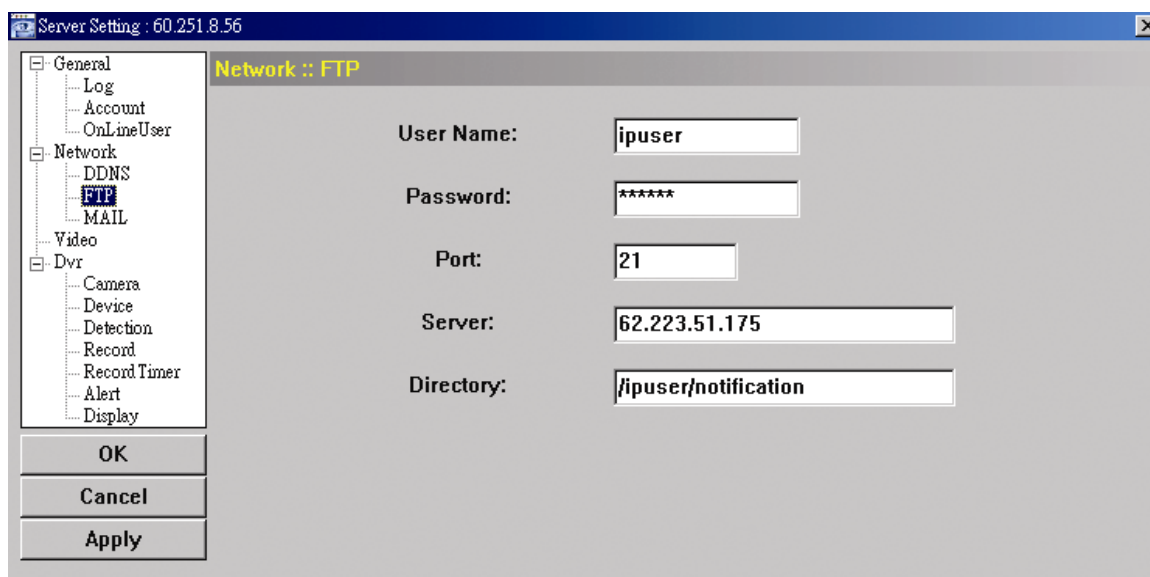 Server Setting : 60.251.8.56
General
Log
Account
OnLineUser
Network
DDNS
FTP
MAIL
Video
Dvr
Camera
Device
Detection
Record
Record Timer
Alert
Display
OK
Cancel
Apply
Network :: FTP
User Name: ipuser
Password: ******
Port: 21
Server: 62.223.51.175
Directory: /ipuser/notification